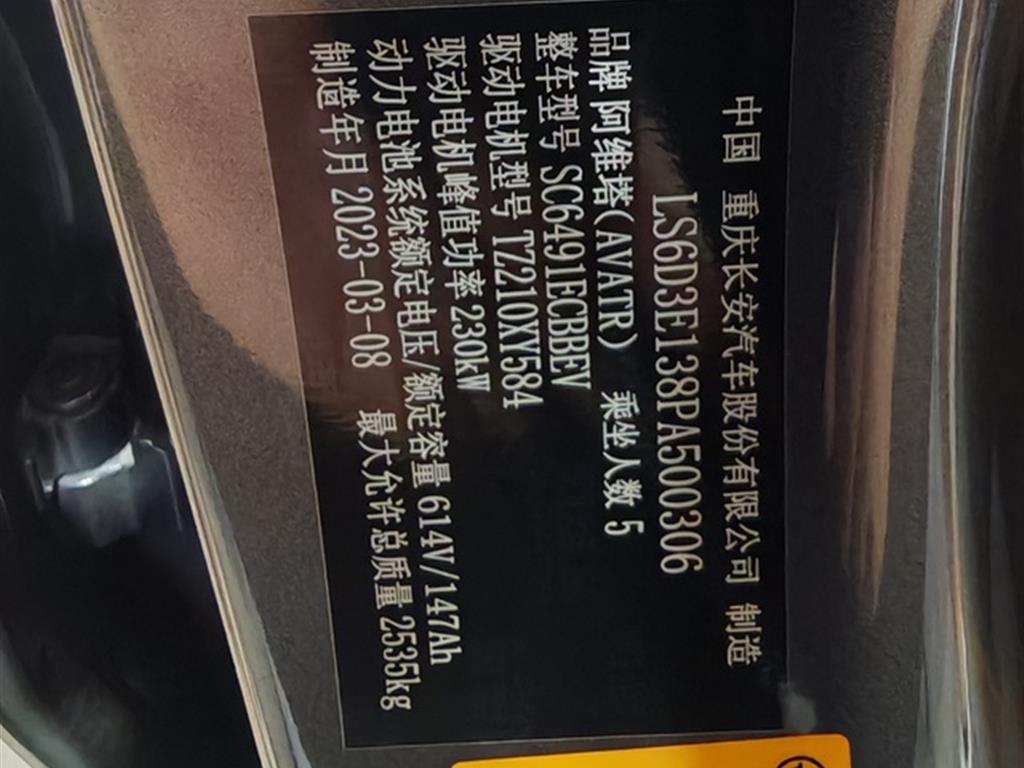 中国 重庆长安汽车股份有限公司 制造
LS6D3E138PA500306
品牌 阿维塔(AVATR) 乘坐人数 5
整车型号 SC6491ECBBEV
驱动电机型号 TZ210XY584
驱动电机峰值功率 230kW
动力电池系统额定电压/额定容量 614V/147Ah
制造年月 2023-03-08 最大允许总质量 2535kg